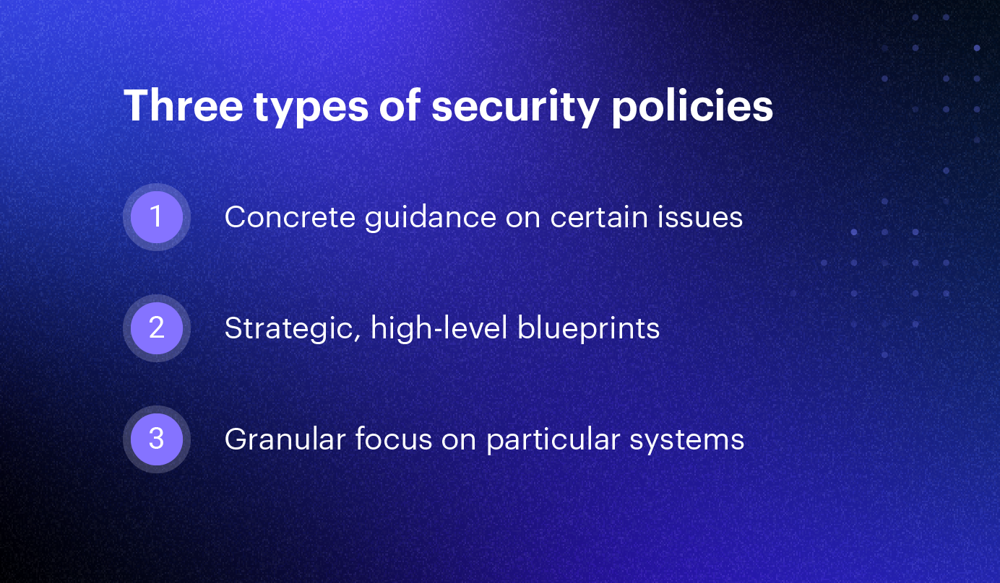 Three types of security policies
1 Concrete guidance on certain issues
2 Strategic, high-level blueprints
3 Granular focus on particular systems